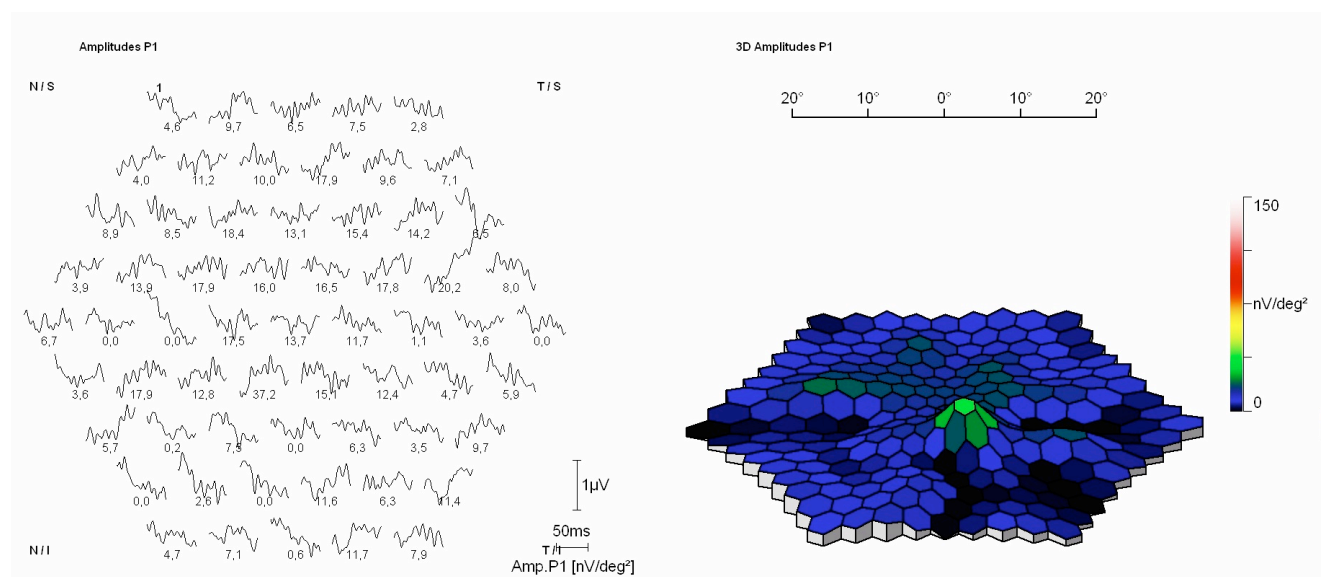 Amplitudes P1
3D Amplitudes P1
N / S
1
T / S
20° 10° 0° 10° 20°
4,6 9,7 6,5 7,5 2,8
4,0 11,2 10,0 17,9 9,6 7,1
8,9 8,5 18,4 13,1 15,4 14,2 6,5
150
3,9 13,9 17,9 16,0 16,5 17,8 20,2 8,0
nV/deg²
6,7 0,0 0,0 17,5 13,7 11,7 1,1 3,6 0,0
3,6 17,9 12,8 37,2 15,1 12,4 4,7 5,9
0
5,7 0,2 7,3 0,0 6,3 3,5 9,7
0,0 2,6 0,0 11,6 6,3 11,4
1µV
4,7 7,1 0,6 11,7 7,9
50ms
N / I
T / I
Amp.P1 [nV/deg²]